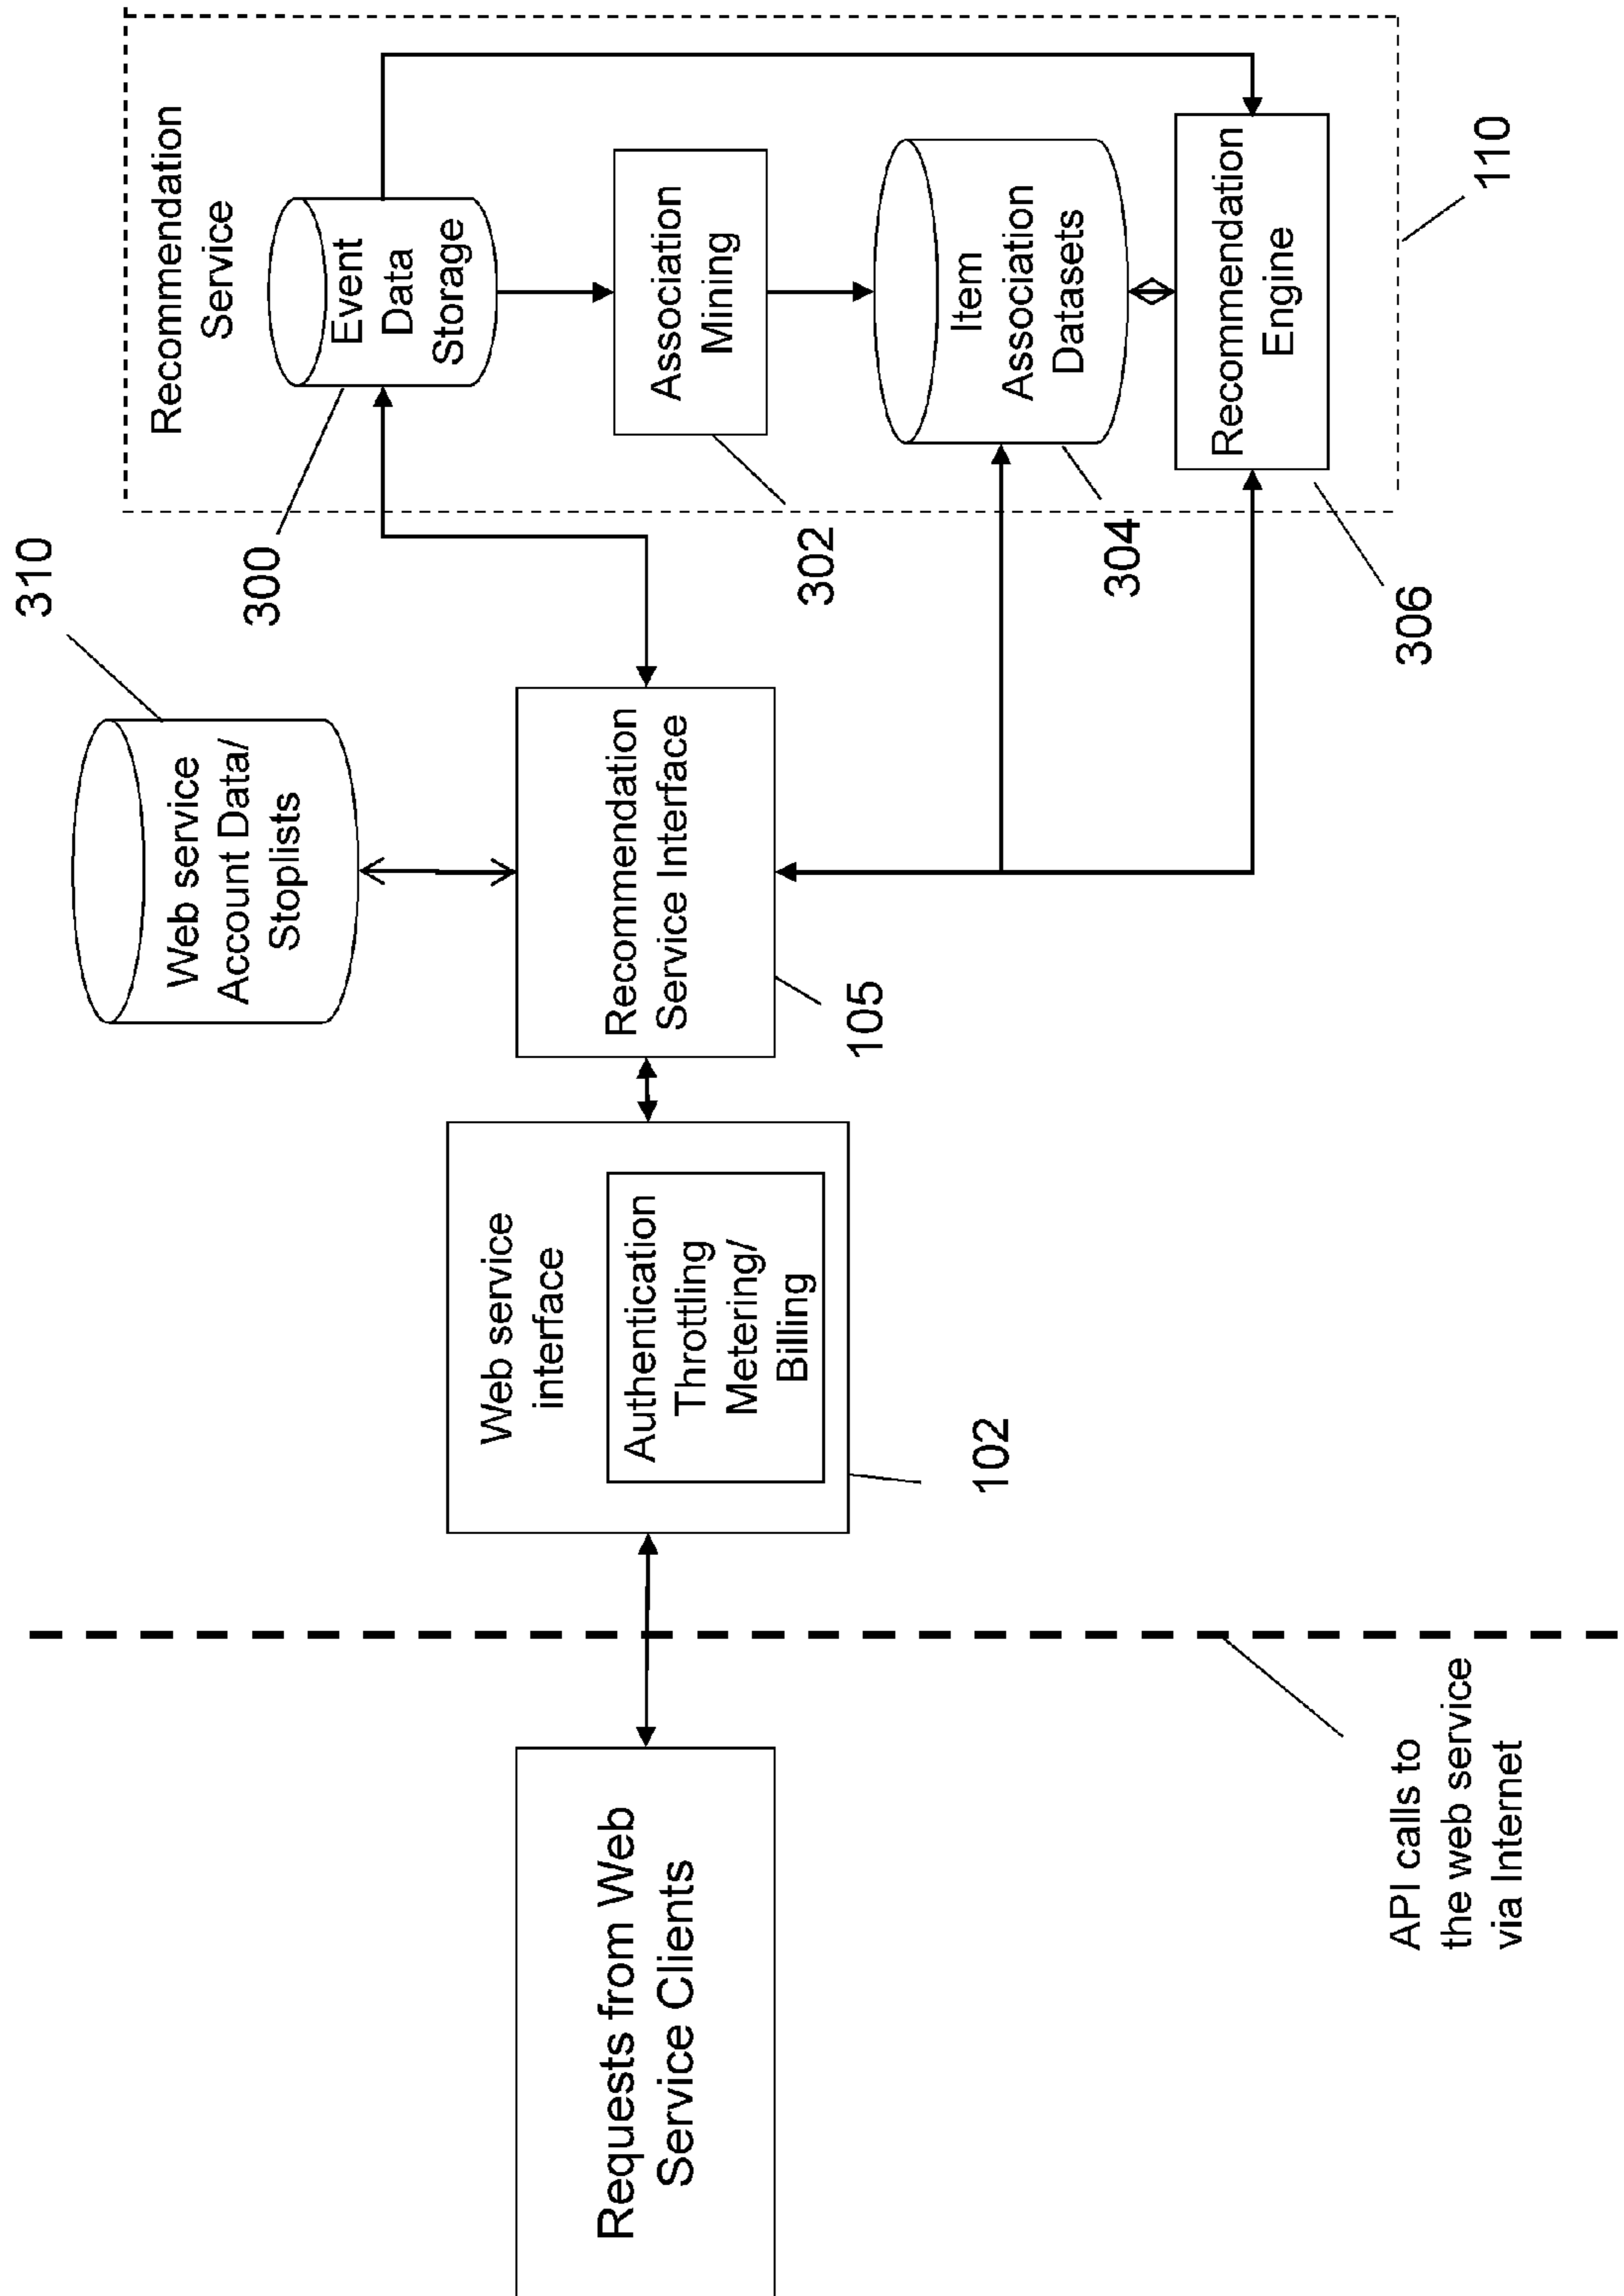 Requests from Web
Service Clients
API calls to
the web service
via Internet
Web service
interface
Authentication
Throttling
Metering/
Billing
102
Web service
Account Data/
Stoplists
310
Recommendation
Service Interface
105
Recommendation
Service
Event
Data
Storage
300
Association
Mining
302
Item
Association
Datasets
304
Recommendation
Engine
306
110